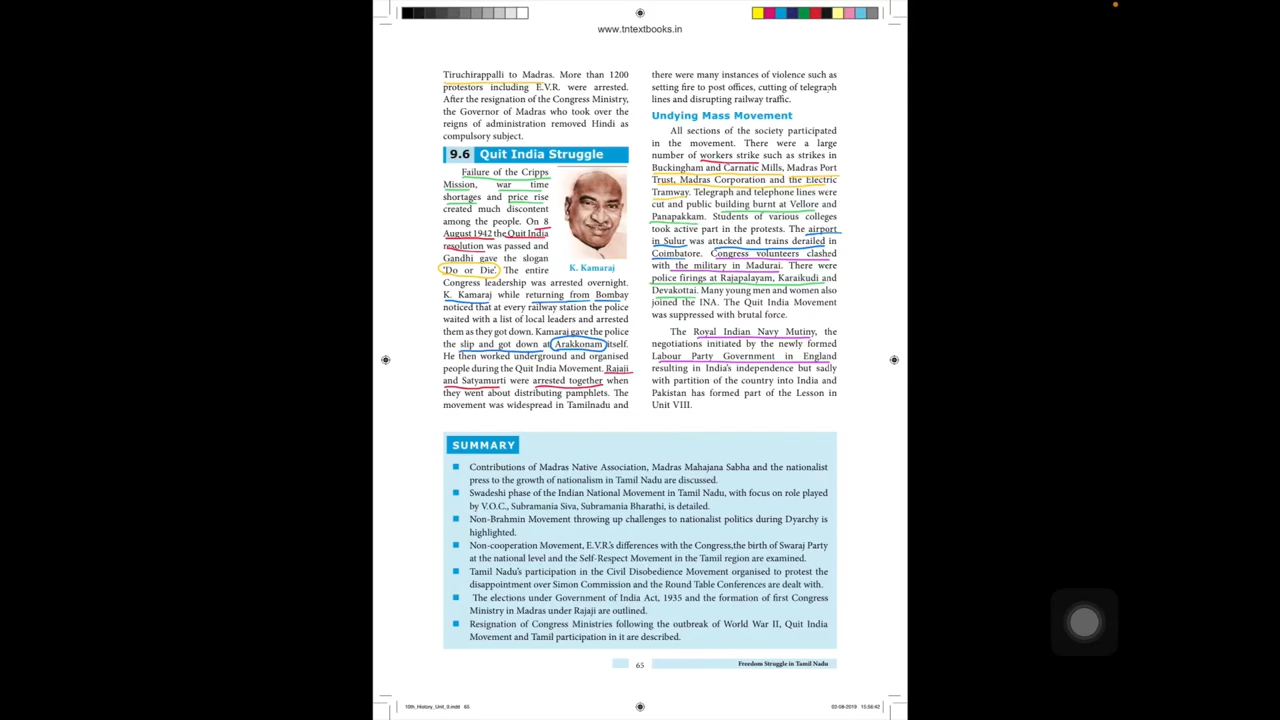 www.tntextbooks.in
Tiruchirappalli to Madras. More than 1200
protestors including E.V.R. were arrested.
After the resignation of the Congress Ministry,
the Governor of Madras who took over the
reigns of administration removed Hindi as
compulsory subject.
9.6 Quit India Struggle
Failure of the Cripps
Mission, war time
shortages and price rise
created much discontent
among the people. On 8
August 1942 the Quit India
resolution was passed and
Gandhi gave the slogan
'Do or Die'. The entire
K. Kamaraj
Congress leadership was arrested overnight.
K. Kamaraj while returning from Bombay
noticed that at every railway station the police
waited with a list of local leaders and arrested
them as they got down. Kamaraj gave the police
the slip and got down at Arakkonam itself.
He then worked underground and organised
people during the Quit India Movement. Rajaji
and Satyamurti were arrested together when
they went about distributing pamphlets. The
movement was widespread in Tamilnadu and
there were many instances of violence such as
setting fire to post offices, cutting of telegraph
lines and disrupting railway traffic.
Undying Mass Movement
All sections of the society participated
in the movement. There were a large
number of workers strike such as strikes in
Buckingham and Carnatic Mills, Madras Port
Trust, Madras Corporation and the Electric
Tramway. Telegraph and telephone lines were
cut and public building burnt at Vellore and
Panapakkam. Students of various colleges
took active part in the protests. The airport
in Sulur was attacked and trains derailed in
Coimbatore. Congress volunteers clashed
with the military in Madurai. There were
police firings at Rajapalayam, Karaikudi and
Devakottai. Many young men and women also
joined the INA. The Quit India Movement
was suppressed with brutal force.
The Royal Indian Navy Mutiny, the
negotiations initiated by the newly formed
Labour Party Government in England
resulting in India's independence but sadly
with partition of the country into India and
Pakistan has formed part of the Lesson in
Unit VIII.
SUMMARY
Contributions of Madras Native Association, Madras Mahajana Sabha and the nationalist
press to the growth of nationalism in Tamil Nadu are discussed.
Swadeshi phase of the Indian National Movement in Tamil Nadu, with focus on role played
by V.O.C., Subramania Siva, Subramania Bharathi, is detailed.
Non-Brahmin Movement throwing up challenges to nationalist politics during Dyarchy is
highlighted.
Non-cooperation Movement, E.V.R.'s differences with the Congress,the birth of Swaraj Party
at the national level and the Self-Respect Movement in the Tamil region are examined.
Tamil Nadu's participation in the Civil Disobedience Movement organised to protest the
disappointment over Simon Commission and the Round Table Conferences are dealt with.
The elections under Government of India Act, 1935 and the formation of first Congress
Ministry in Madras under Rajaji are outlined.
Resignation of Congress Ministries following the outbreak of World War II, Quit India
Movement and Tamil participation in it are described.
65 Freedom Struggle in Tamil Nadu
10th_History_Unit_9.indd 65 02-08-2019 15:56:42